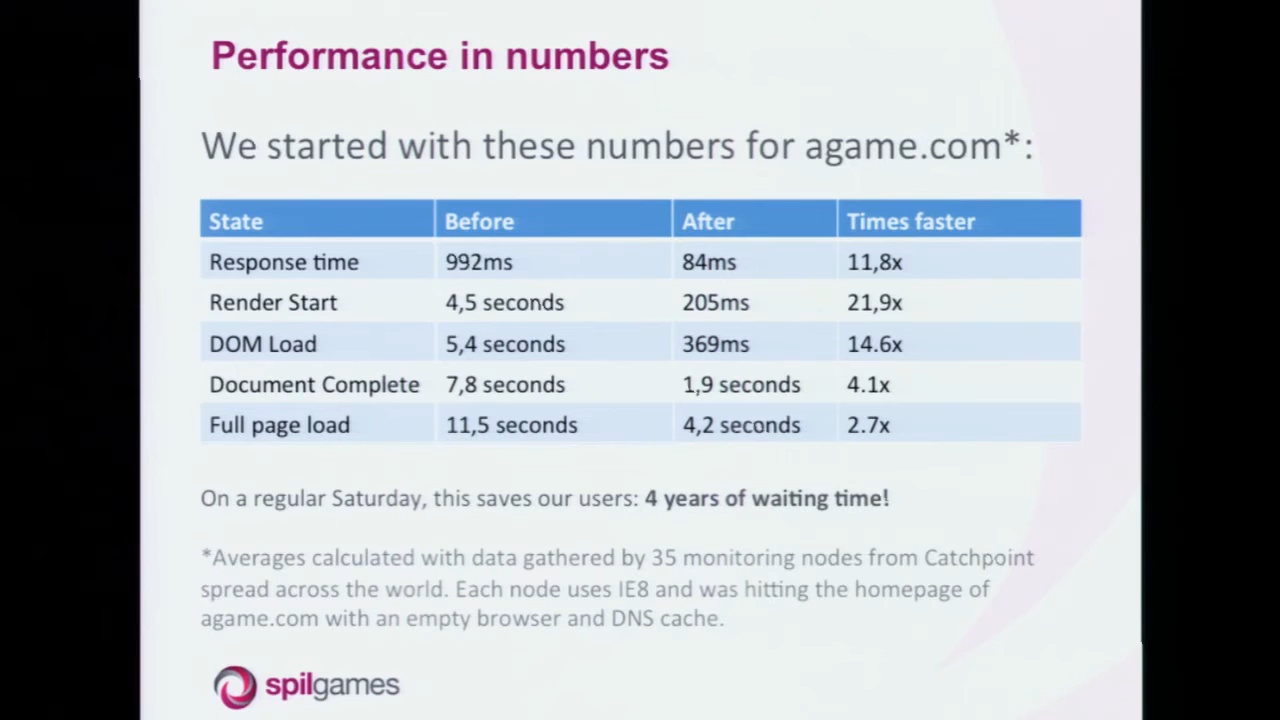 Performance in numbers
We started with these numbers for agame.com*:
State Before After Times faster
Response time 992ms 84ms 11,8x
Render Start 4,5 seconds 205ms 21,9x
DOM Load 5,4 seconds 369ms 14.6x
Document Complete 7,8 seconds 1,9 seconds 4.1x
Full page load 11,5 seconds 4,2 seconds 2.7x
On a regular Saturday, this saves our users: 4 years of waiting time!
*Averages calculated with data gathered by 35 monitoring nodes from Catchpoint
spread across the world. Each node uses IE8 and was hitting the homepage of
agame.com with an empty browser and DNS cache.
spilgames